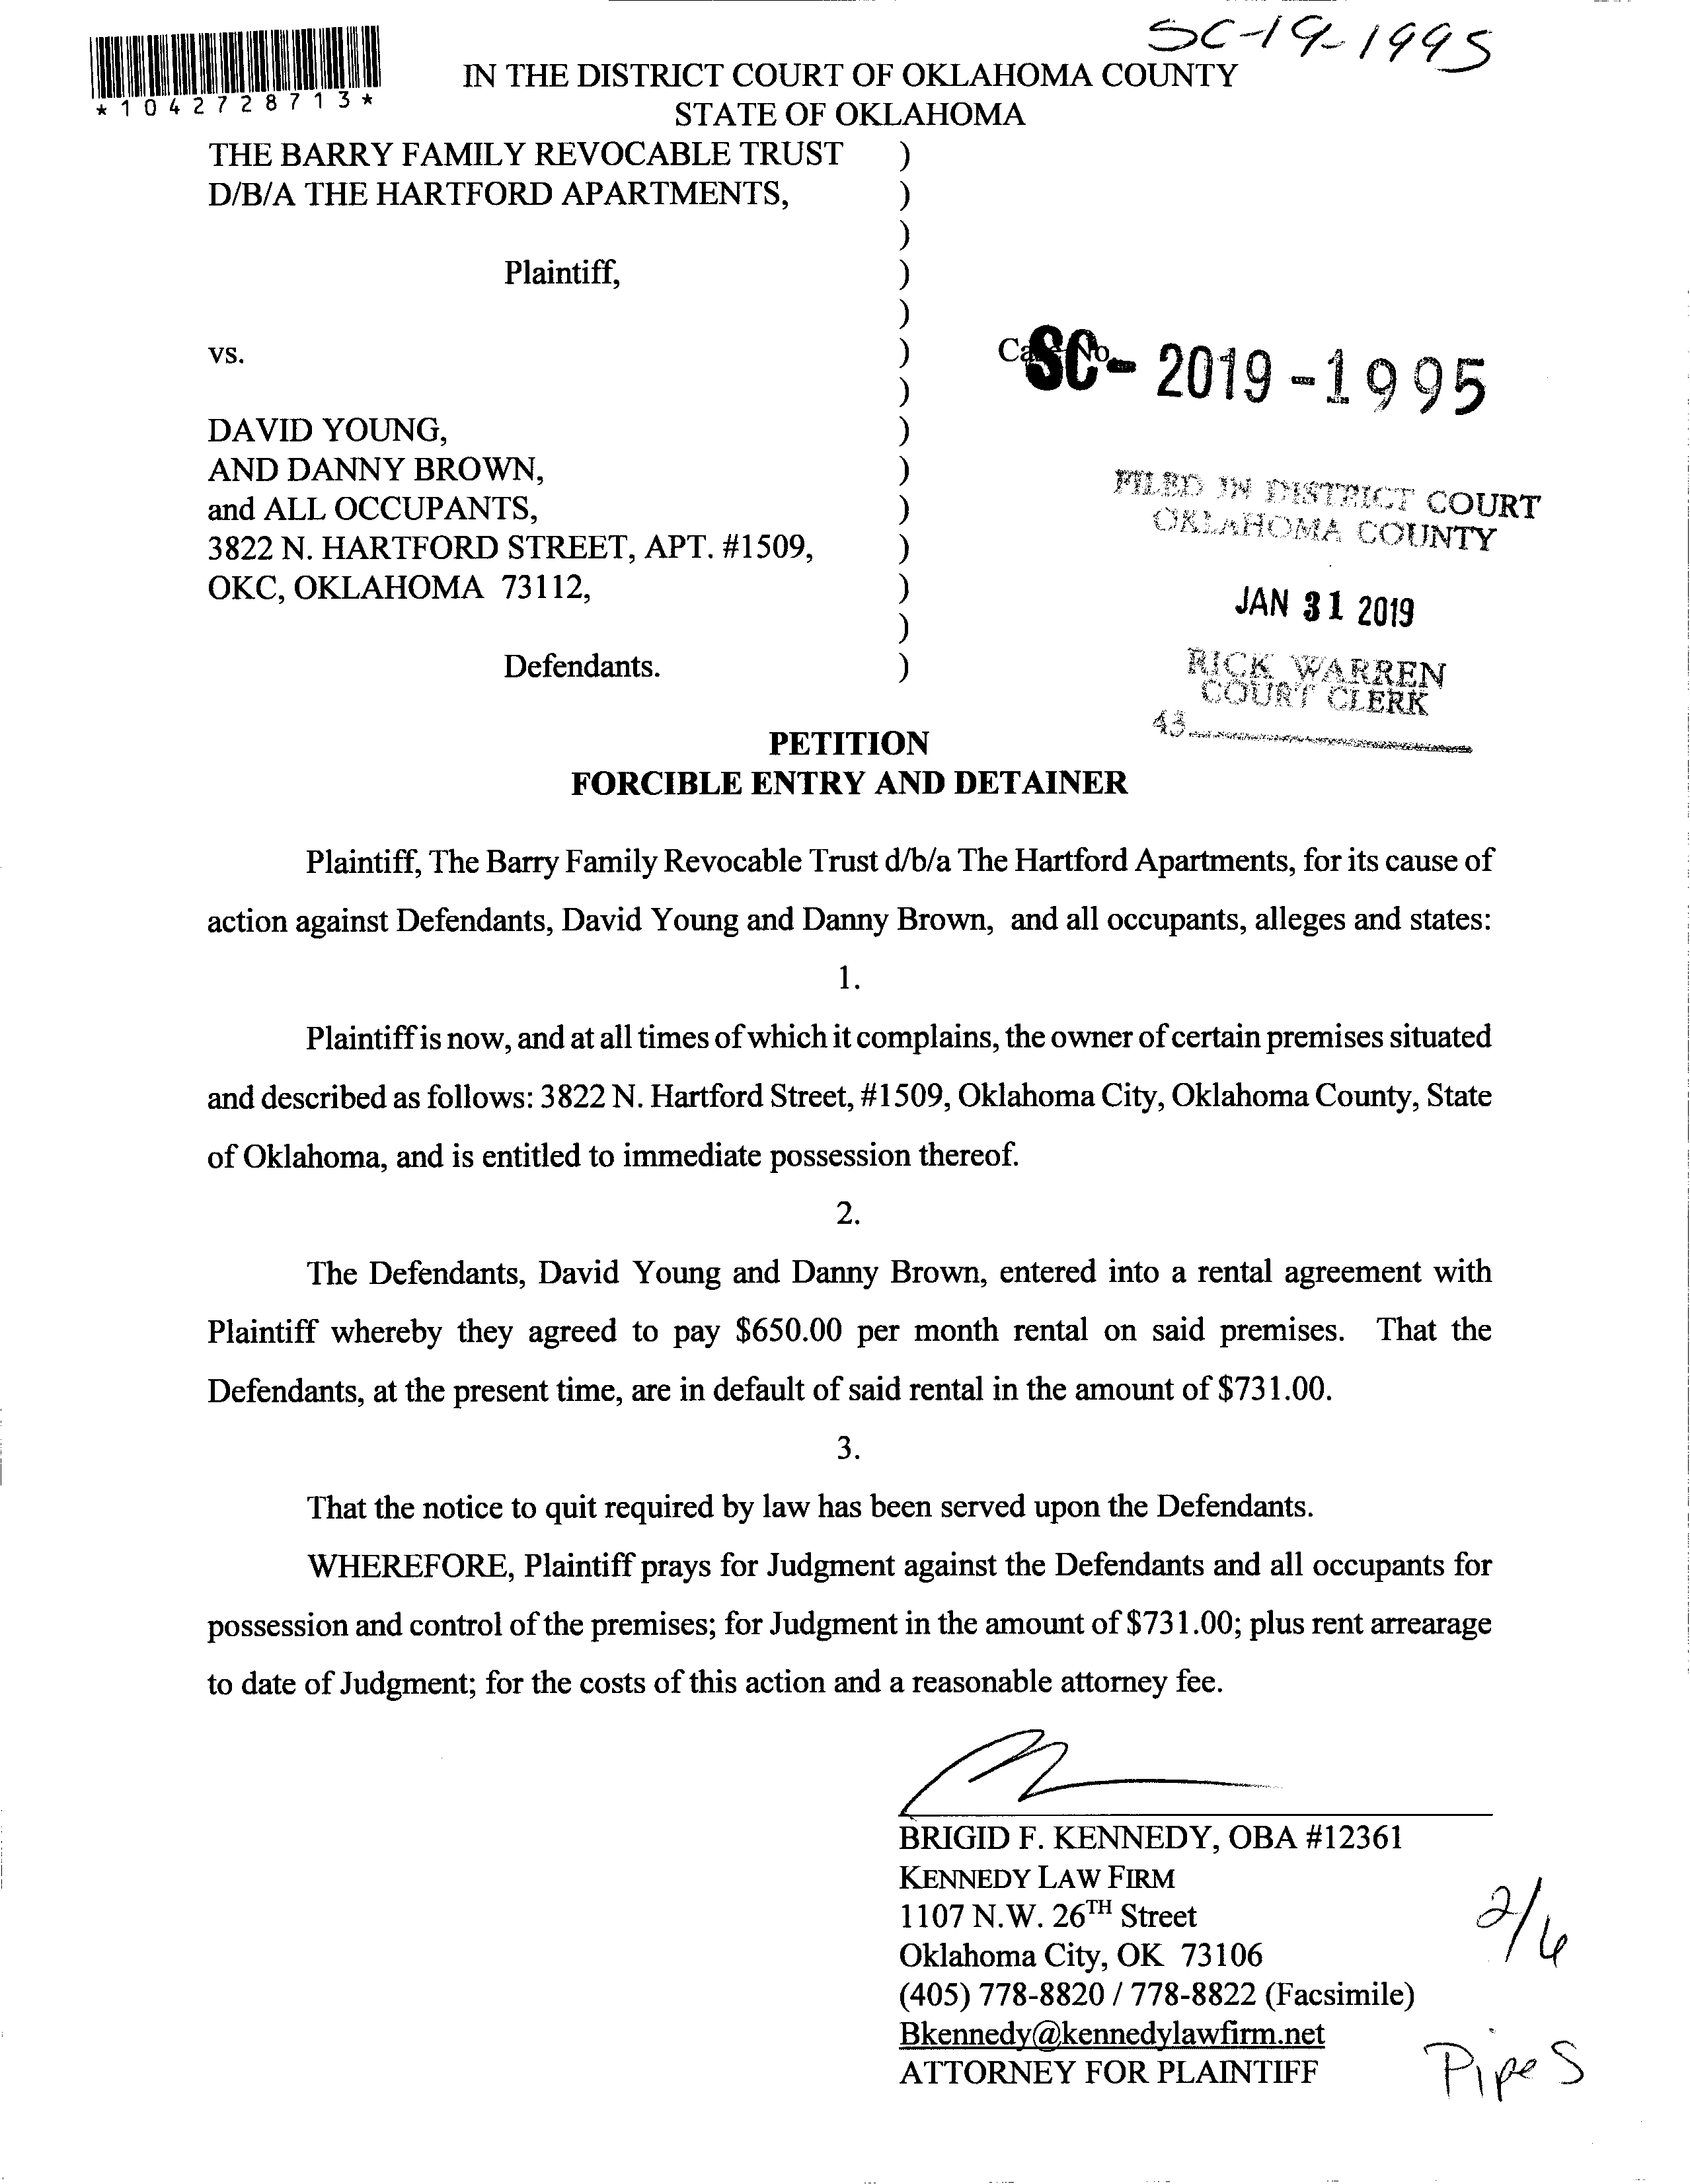 SC-19-1995
*1042728713*
IN THE DISTRICT COURT OF OKLAHOMA COUNTY
STATE OF OKLAHOMA
THE BARRY FAMILY REVOCABLE TRUST )
D/B/A THE HARTFORD APARTMENTS, )
)
Plaintiff, )
)
vs. ) Case No. SC- 2019-1995
)
DAVID YOUNG, )
AND DANNY BROWN, )
and ALL OCCUPANTS, )
3822 N. HARTFORD STREET, APT. #1509, )
OKC, OKLAHOMA 73112, )
)
Defendants. )
FILED IN DISTRICT COURT
OKLAHOMA COUNTY
JAN 31 2019
RICK WARREN
COURT CLERK
43
PETITION
FORCIBLE ENTRY AND DETAINER
Plaintiff, The Barry Family Revocable Trust d/b/a The Hartford Apartments, for its cause of
action against Defendants, David Young and Danny Brown, and all occupants, alleges and states:
1.
Plaintiff is now, and at all times of which it complains, the owner of certain premises situated
and described as follows: 3822 N. Hartford Street, #1509, Oklahoma City, Oklahoma County, State
of Oklahoma, and is entitled to immediate possession thereof.
2.
The Defendants, David Young and Danny Brown, entered into a rental agreement with
Plaintiff whereby they agreed to pay $650.00 per month rental on said premises. That the
Defendants, at the present time, are in default of said rental in the amount of $731.00.
3.
That the notice to quit required by law has been served upon the Defendants.
WHEREFORE, Plaintiff prays for Judgment against the Defendants and all occupants for
possession and control of the premises; for Judgment in the amount of $731.00; plus rent arrearage
to date of Judgment; for the costs of this action and a reasonable attorney fee.
BRIGID F. KENNEDY, OBA #12361
KENNEDY LAW FIRM
1107 N.W. 26TH Street
Oklahoma City, OK 73106
(405) 778-8820 / 778-8822 (Facsimile)
Bkennedy@kennedylawfirm.net
ATTORNEY FOR PLAINTIFF
2/6
Pipes